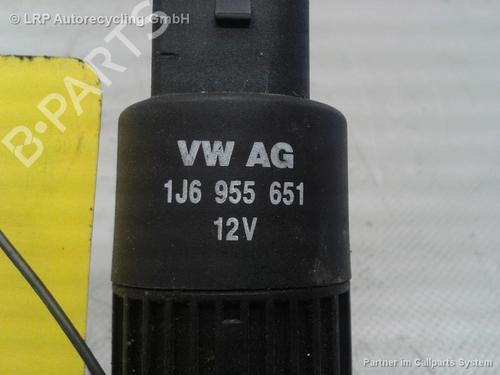 © LRP Autorecycling GmbH
B-PARTS
VW AG
1J6 955 651
12V
Partner im Callparts System